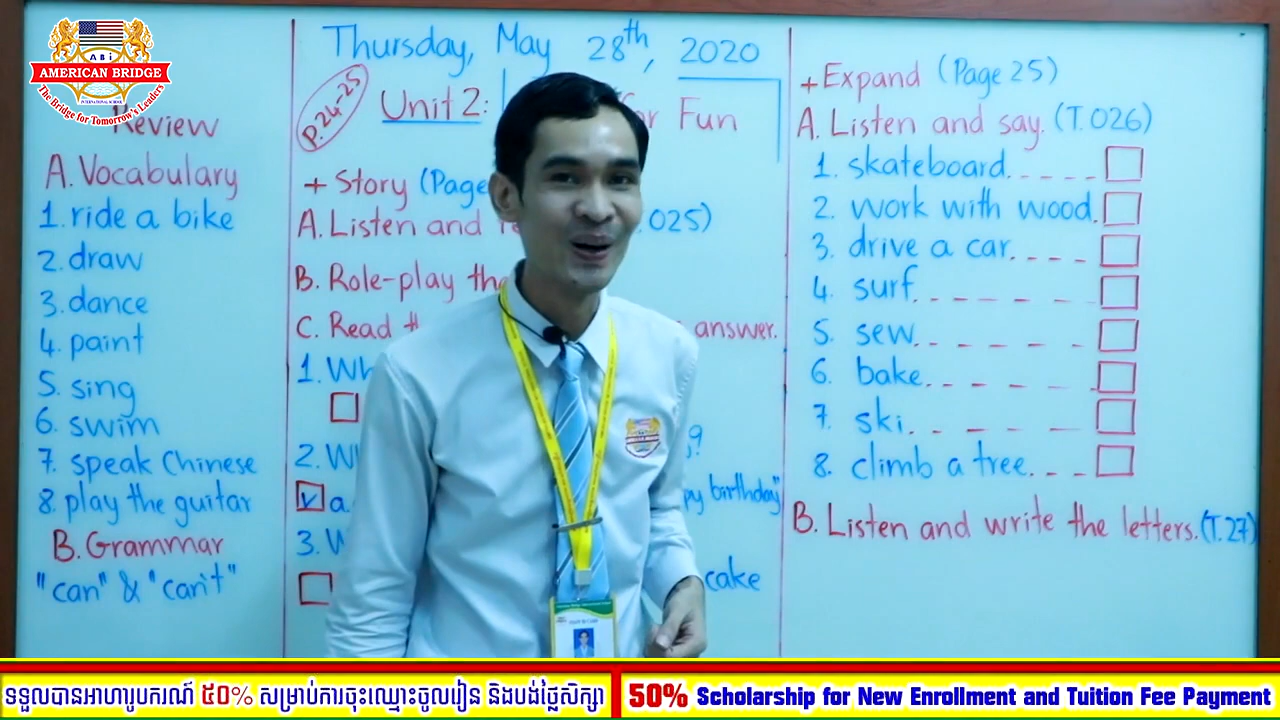 ABi
AMERICAN BRIDGE
INTERNATIONAL SCHOOL
The Bridge for Tomorrow's Leaders
Review
A. Vocabulary
1. ride a bike
2. draw
3. dance
4. paint
5. sing
6. swim
7. speak Chinese
8. play the guitar
B. Grammar
"can" & "can't"
Thursday, May 28th, 2020
P.24-25
Unit 2: For Fun
+ Story (Page
A. Listen and 025)
B. Role-play the
C. Read answer.
1. Wh
2. Wh ?
v a. birthday"
3. W
cake
+ Expand (Page 25)
A. Listen and say. (T.026)
1. skateboard.
2. work with wood.
3. drive a car.
4. surf.
5. sew.
6. bake.
7. ski.
8. climb a tree.
B. Listen and write the letters. (T.27)
ទទួលបានអាហារូបករណ៍ ៥០% សម្រាប់ការចុះឈ្មោះចូលរៀន និងបង់ថ្លៃសិក្សា
50% Scholarship for New Enrollment and Tuition Fee Payment